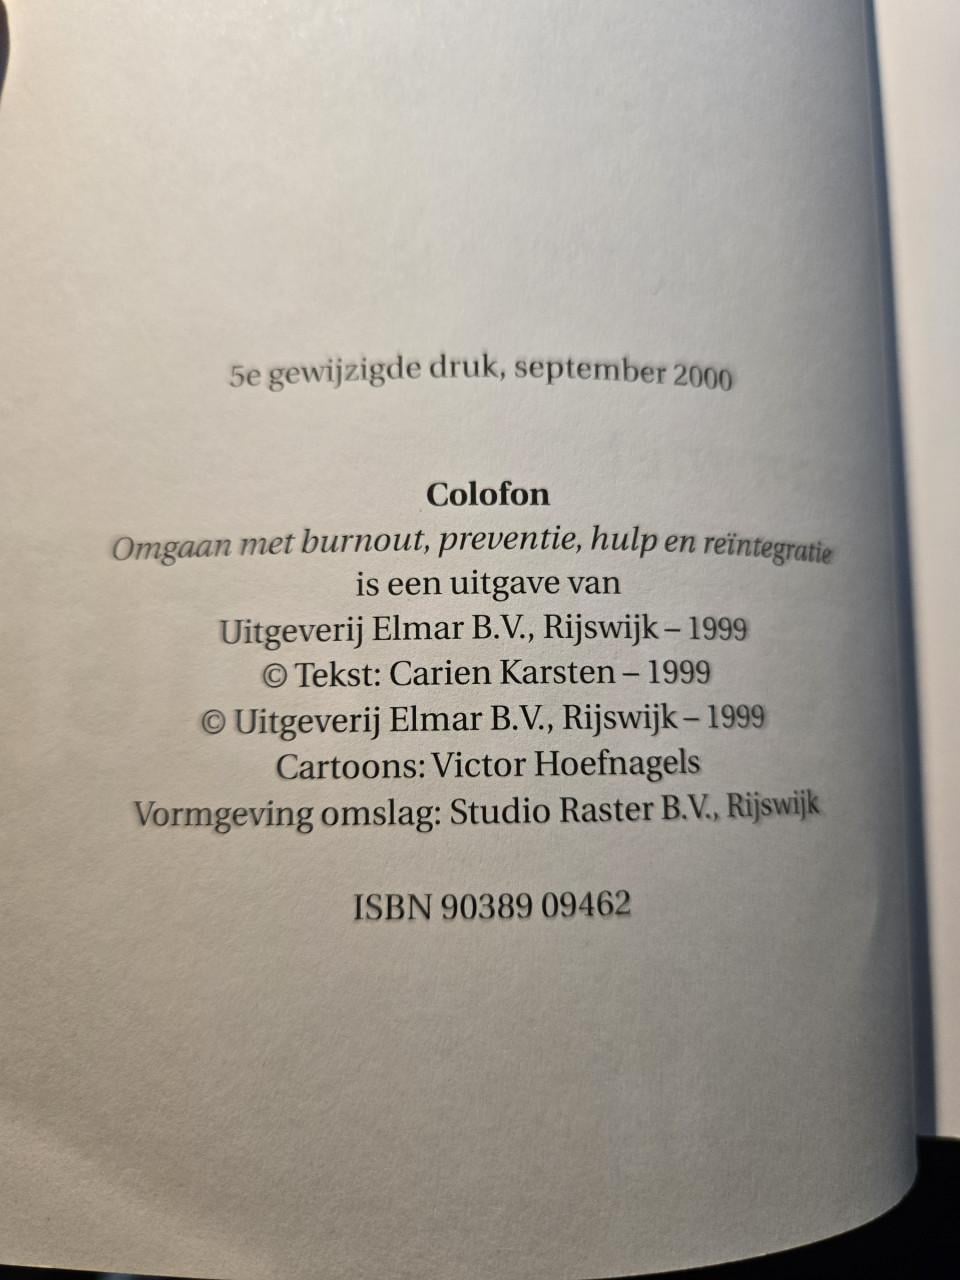 5e gewijzigde druk, september 2000
Colofon
Omgaan met burnout, preventie, hulp en reïntegratie
is een uitgave van
Uitgeverij Elmar B.V., Rijswijk – 1999
© Tekst: Carien Karsten – 1999
© Uitgeverij Elmar B.V., Rijswijk – 1999
Cartoons: Victor Hoefnagels
Vormgeving omslag: Studio Raster B.V., Rijswijk
ISBN 90389 09462